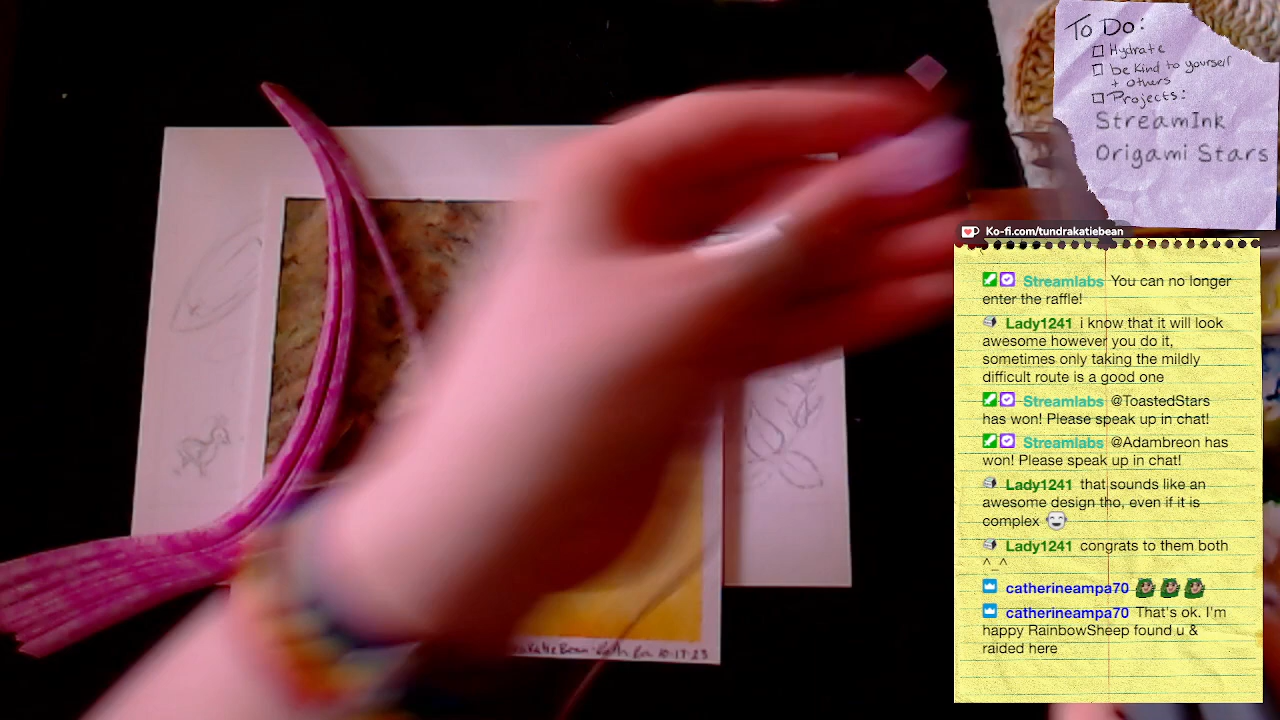 To Do:
Hydrate
be Kind to yourself
+ others
Projects:
StreamInk
Origami Stars
Ko-fi.com/tundrakatiebean
Streamlabs You can no longer
enter the raffle!
Lady1241 i know that it will look
awesome however you do it,
sometimes only taking the mildly
difficult route is a good one
Streamlabs @ToastedStars
has won! Please speak up in chat!
Streamlabs @Adambreon has
won! Please speak up in chat!
Lady1241 that sounds like an
awesome design tho, even if it is
complex
Lady1241 congrats to them both
^_^
catherineampa70
catherineampa70 That's ok. I'm
happy RainbowSheep found u &
raided here
KatieBean 10-17-23